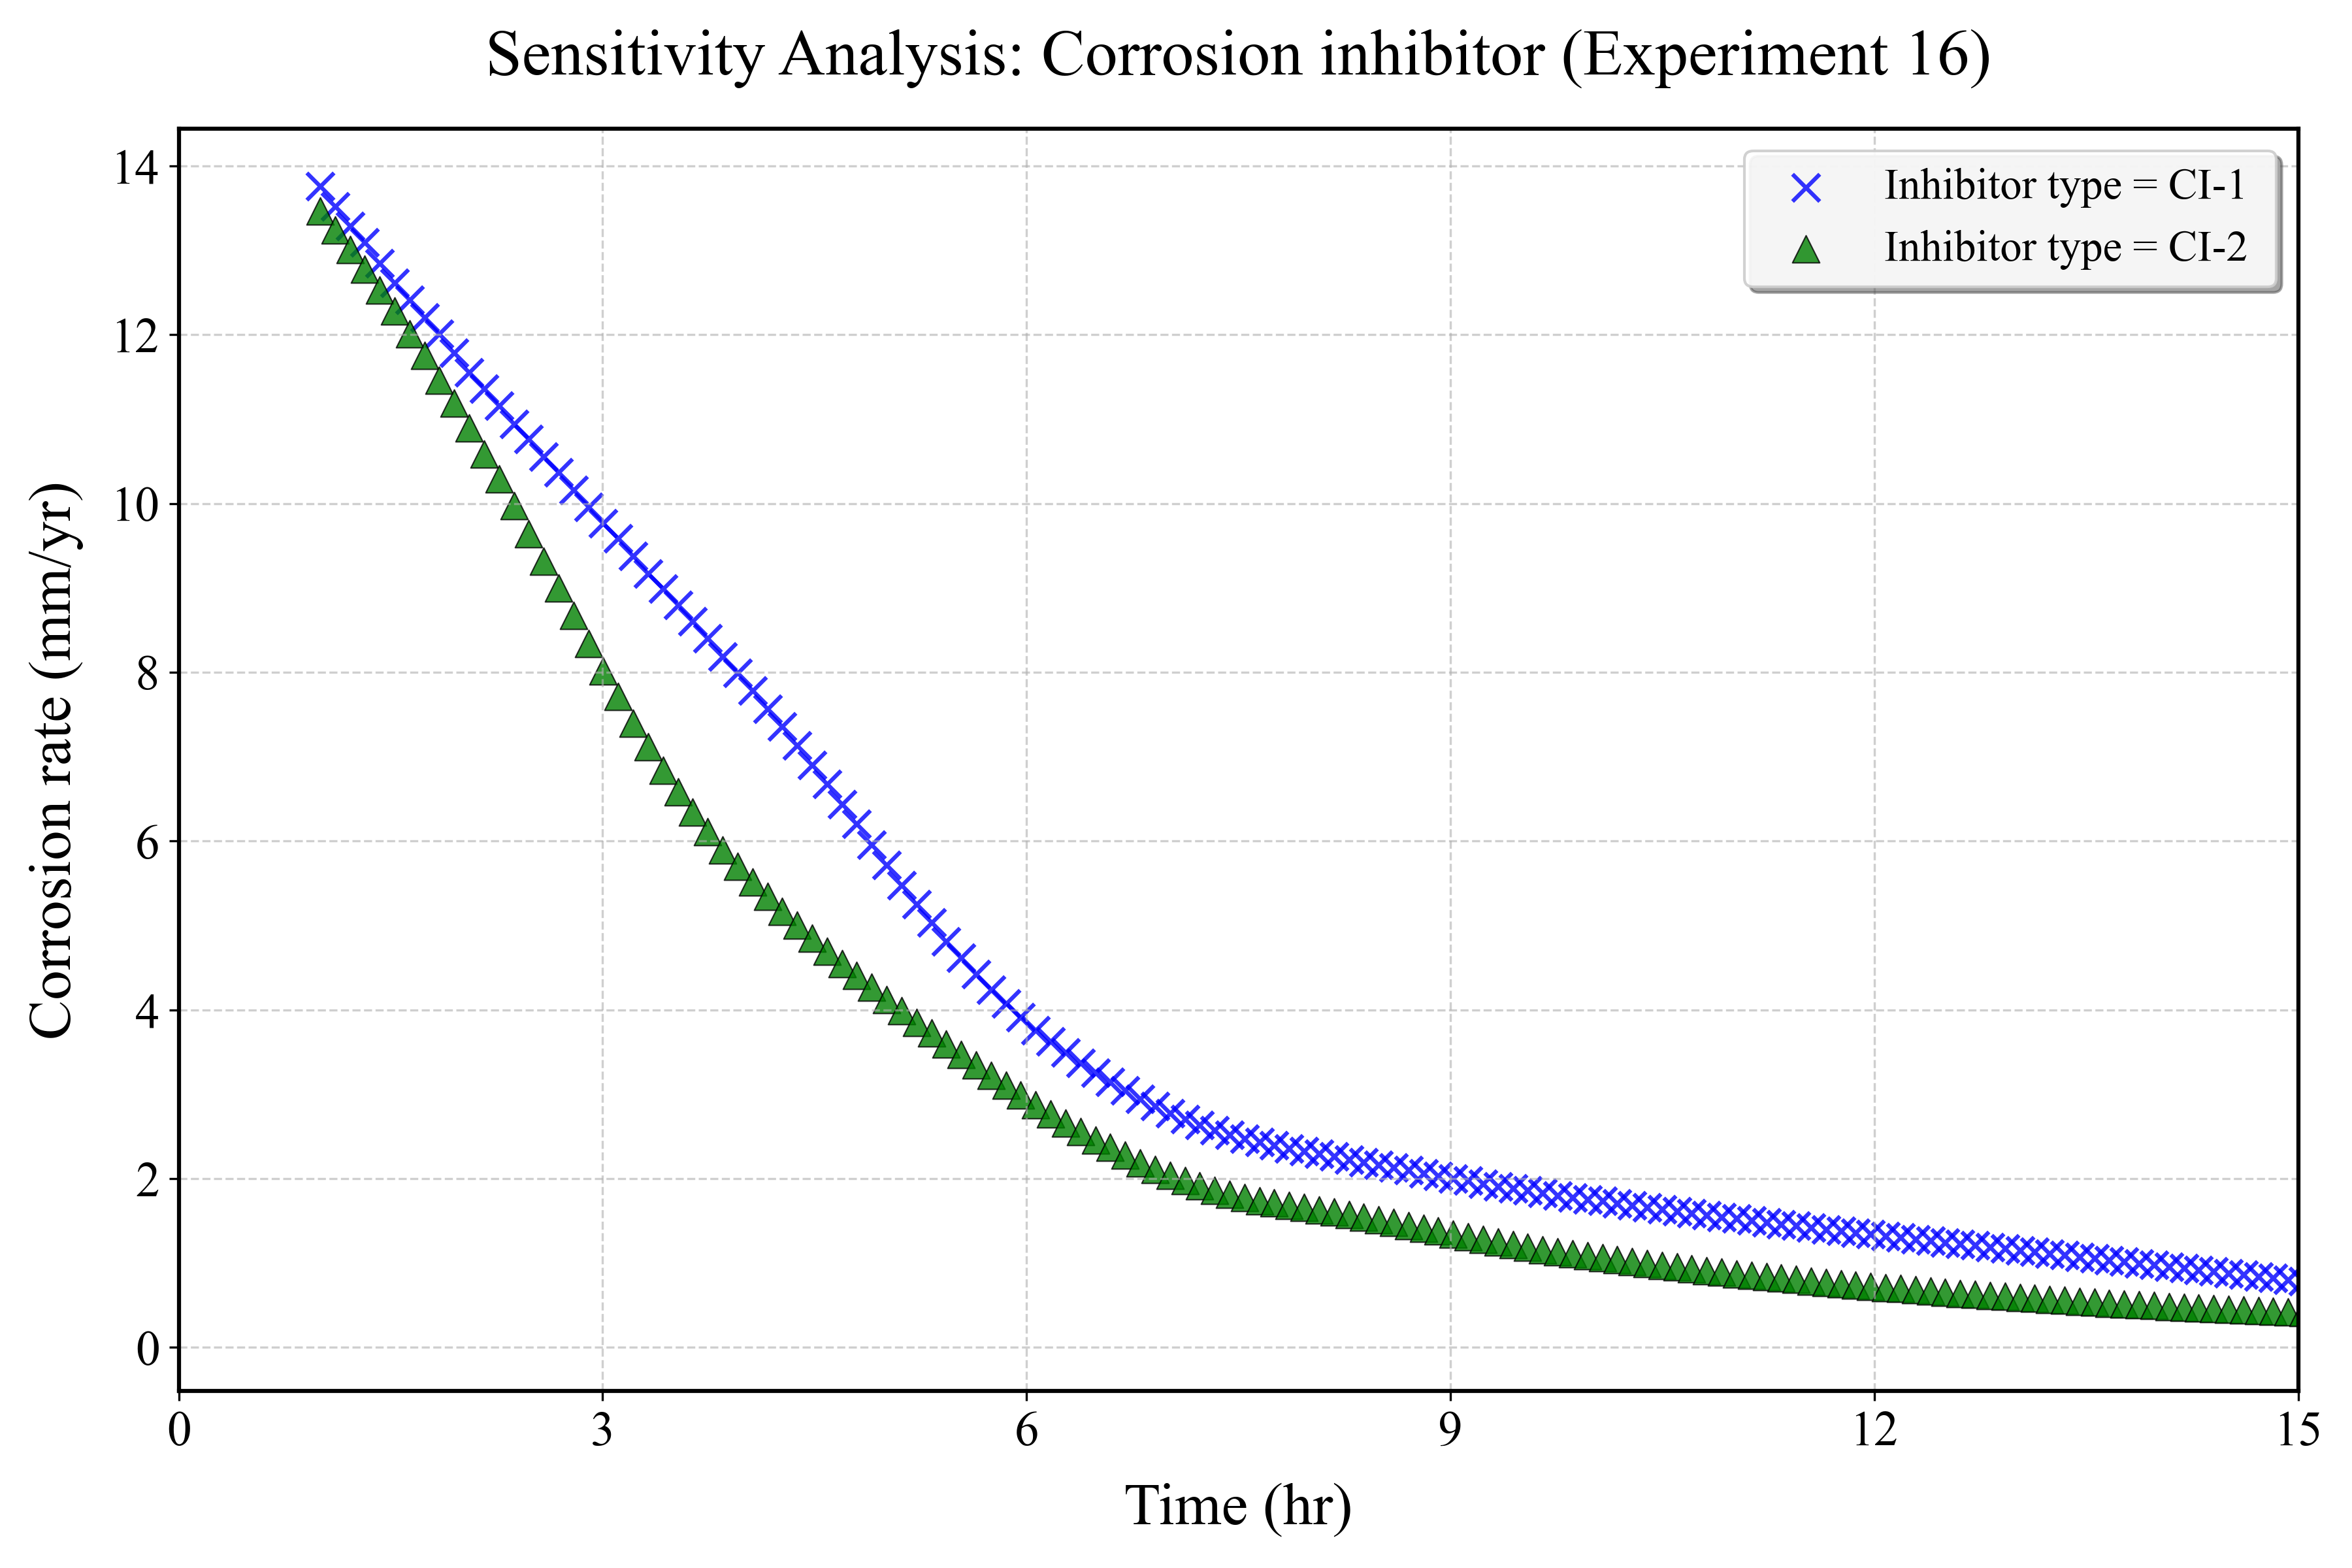 Sensitivity Analysis: Corrosion inhibitor (Experiment 16)
Inhibitor type = CI-1
Inhibitor type = CI-2
Corrosion rate (mm/yr)
14
12
10
8
6
4
2
0
0 3 6 9 12 15
Time (hr)